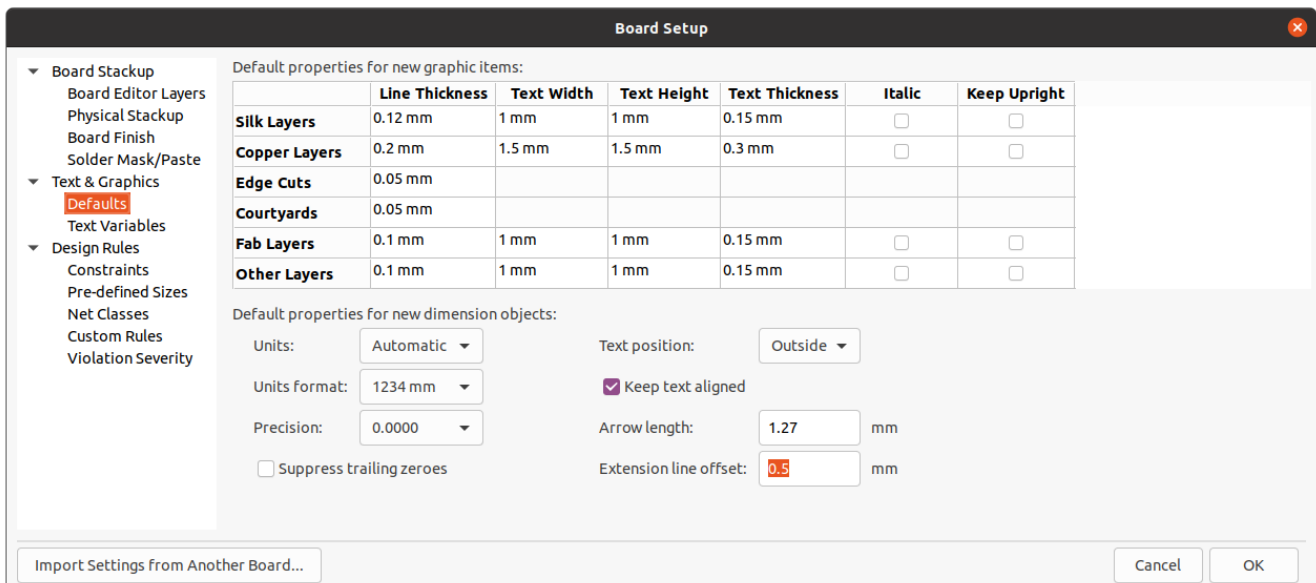 Board Setup
Board Stackup
Board Editor Layers
Physical Stackup
Board Finish
Solder Mask/Paste
Text & Graphics
Defaults
Text Variables
Design Rules
Constraints
Pre-defined Sizes
Net Classes
Custom Rules
Violation Severity
Default properties for new graphic items:
Line Thickness Text Width Text Height Text Thickness Italic Keep Upright
Silk Layers 0.12 mm 1 mm 1 mm 0.15 mm
Copper Layers 0.2 mm 1.5 mm 1.5 mm 0.3 mm
Edge Cuts 0.05 mm
Courtyards 0.05 mm
Fab Layers 0.1 mm 1 mm 1 mm 0.15 mm
Other Layers 0.1 mm 1 mm 1 mm 0.15 mm
Default properties for new dimension objects:
Units: Automatic Text position: Outside
Units format: 1234 mm Keep text aligned
Precision: 0.0000 Arrow length: 1.27 mm
Suppress trailing zeroes Extension line offset: 0.5 mm
Import Settings from Another Board... Cancel OK